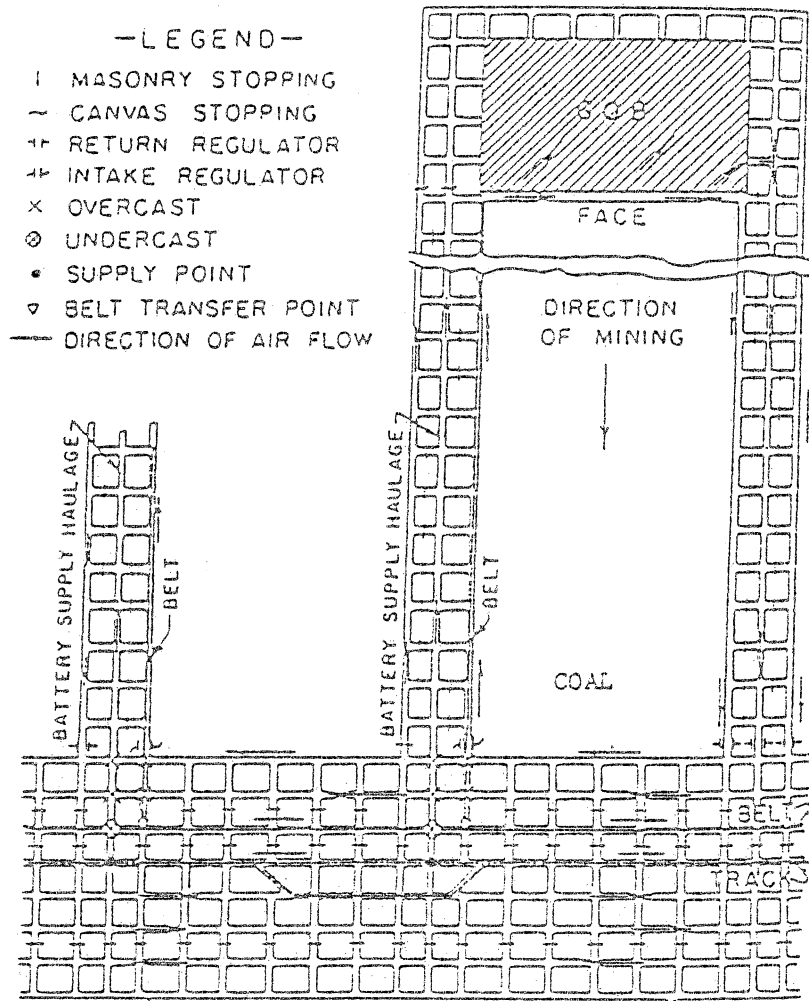 —LEGEND—
MASONRY STOPPING
CANVAS STOPPING
RETURN REGULATOR
INTAKE REGULATOR
OVERCAST
UNDERCAST
SUPPLY POINT
BELT TRANSFER POINT
DIRECTION OF AIR FLOW
FACE
DIRECTION
OF MINING
BATTERY SUPPLY HAULAGE
BELT
BATTERY SUPPLY HAULAGE
BELT
COAL
BELT
TRACK